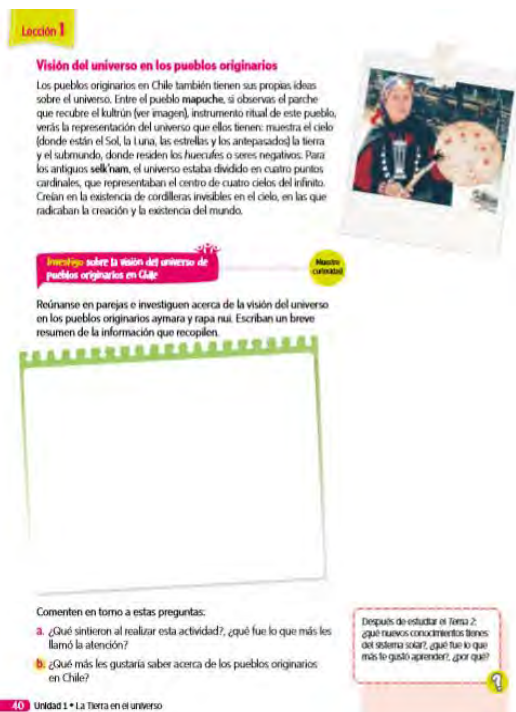 Lección 1
Visión del universo en los pueblos originarios
Los pueblos originarios en Chile también tienen sus propias ideas
sobre el universo. Entre el pueblo mapuche, si observas el parche
que recubre el kultrún (ver imagen), instrumento ritual de este pueblo,
verás la representación del universo que ellos tienen: muestra el cielo
(donde están el Sol, la Luna, las estrellas y los antepasados) la tierra
y el submundo, donde residen los huecufes o seres negativos. Para
los antiguos selk'nam, el universo estaba dividido en cuatro puntos
cardinales, que representaban el centro de cuatro cielos del infinito.
Creían en la existencia de cordilleras invisibles en el cielo, en las que
radicaban la creación y la existencia del mundo.
Investigo sobre la visión del universo de
pueblos originarios en Chile
Muestro
curiosidad
Reúnanse en parejas e investiguen acerca de la visión del universo
en los pueblos originarios aymara y rapa nui. Escriban un breve
resumen de la información que recopilen.
Comenten en torno a estas preguntas:
a. ¿Qué sintieron al realizar esta actividad?, ¿qué fue lo que más les
llamó la atención?
b. ¿Qué más les gustaría saber acerca de los pueblos originarios
en Chile?
Después de estudiar el Tema 2:
¿qué nuevos conocimientos tienes
del sistema solar?, ¿qué fue lo que
más te gustó aprender?, ¿por qué?
?
40 Unidad 1 • La Tierra en el universo